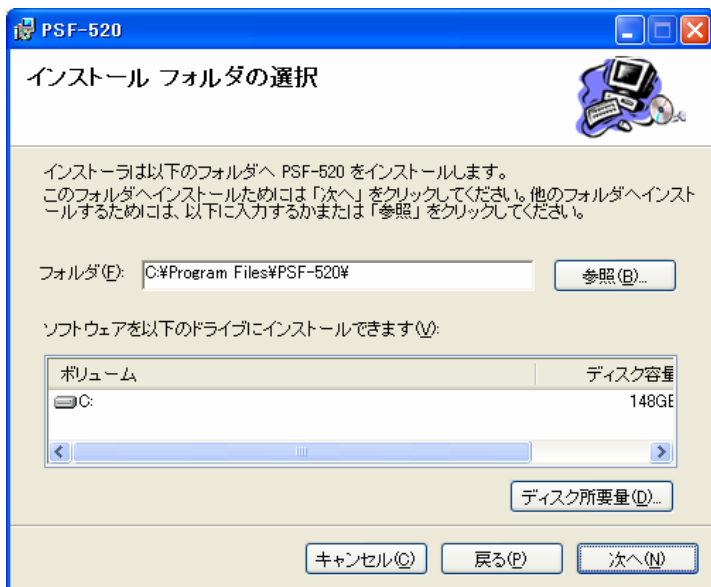 PSF-520
インストール フォルダの選択
インストーラは以下のフォルダへ PSF-520 をインストールします。
このフォルダへインストールためには「次へ」をクリックしてください。他のフォルダへインスト
ールするためには、以下に入力するかまたは「参照」をクリックしてください。
フォルダ(F): C:¥Program Files¥PSF-520¥ 参照(B)...
ソフトウェアを以下のドライブにインストールできます(V):
ボリューム ディスク容量
C: 148GB
ディスク所要量(D)...
キャンセル(C) 戻る(P) 次へ(N)